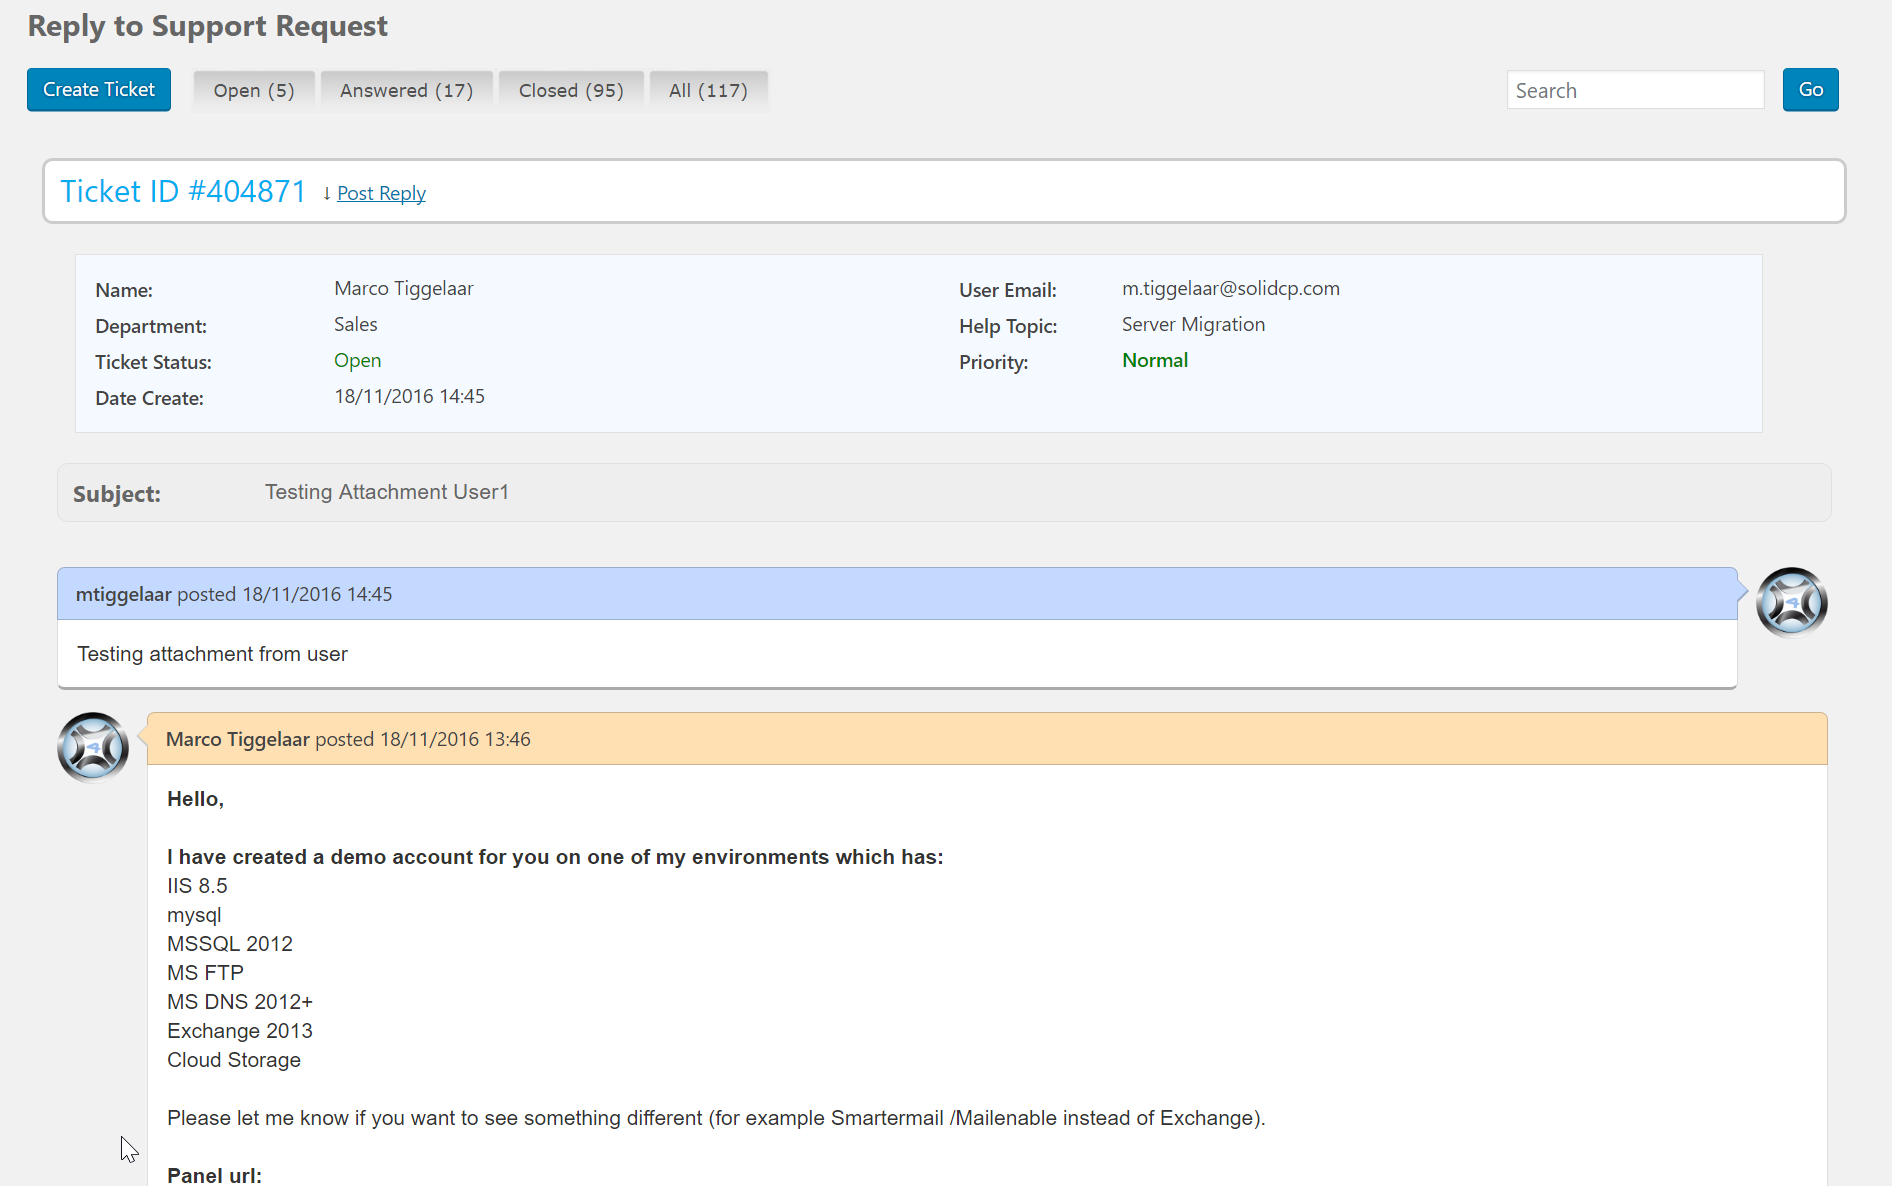 Reply to Support Request
Create Ticket Open (5) Answered (17) Closed (95) All (117) Search Go
Ticket ID #404871 ↓ Post Reply
Name: Marco Tiggelaar User Email: m.tiggelaar@solidcp.com
Department: Sales Help Topic: Server Migration
Ticket Status: Open Priority: Normal
Date Create: 18/11/2016 14:45
Subject: Testing Attachment User1
mtiggelaar posted 18/11/2016 14:45
Testing attachment from user
Marco Tiggelaar posted 18/11/2016 13:46
Hello,
I have created a demo account for you on one of my environments which has:
IIS 8.5
mysql
MSSQL 2012
MS FTP
MS DNS 2012+
Exchange 2013
Cloud Storage
Please let me know if you want to see something different (for example Smartermail /Mailenable instead of Exchange).
Panel url: